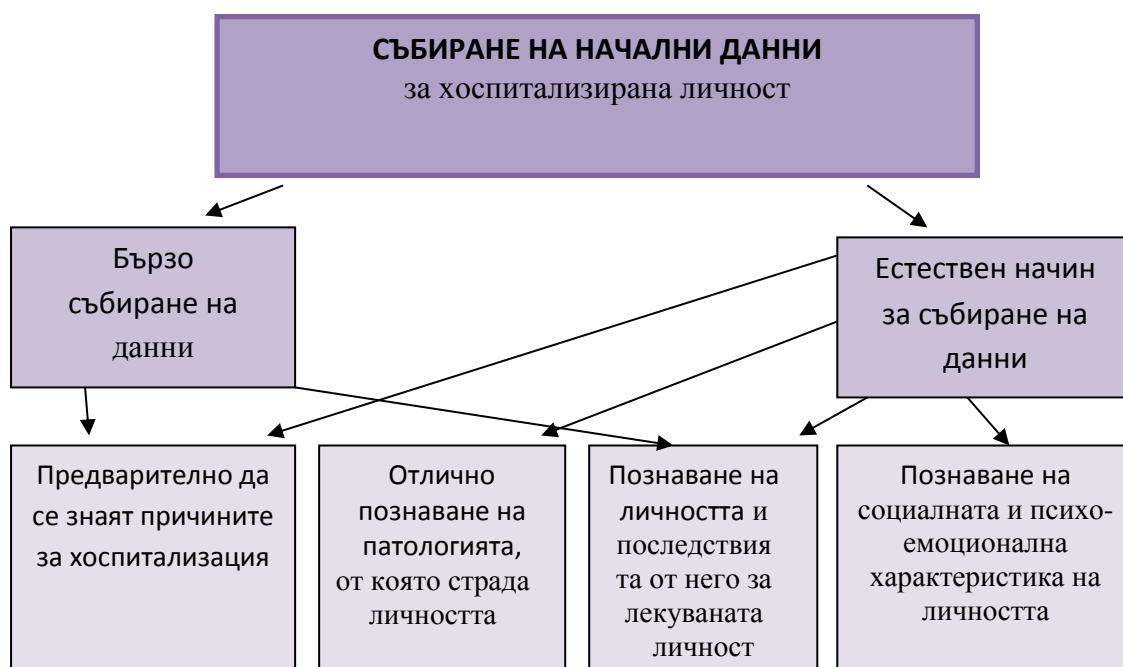 СЪБИРАНЕ НА НАЧАЛНИ ДАННИ
за хоспитализирана личност
Бързо
събиране на
данни
Естествен начин
за събиране на
данни
Предварително да
се знаят причините
за хоспитализация
Отлично
познаване на
патологията,
от която страда
личността
Познаване на
личността и
последствия
та от него за
лекуваната
личност
Познаване на
социалната и психо-
емоционална
характеристика на
личността